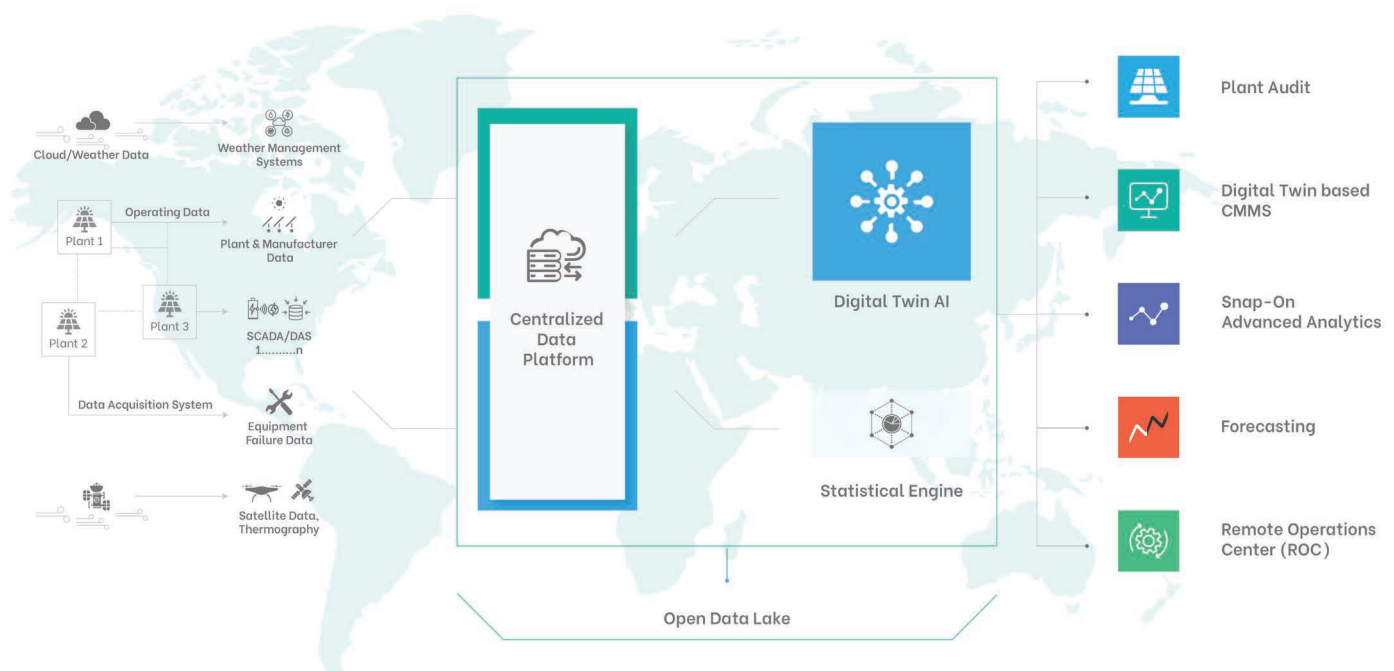 Cloud/Weather Data
Weather Management
Systems
Operating Data
Plant 1
Plant & Manufacturer
Data
Plant 2
Plant 3
SCADA/DAS
1..........n
Data Acquisition System
Equipment
Failure Data
Satellite Data,
Thermography
Centralized
Data
Platform
Digital Twin AI
Statistical Engine
Open Data Lake
Plant Audit
Digital Twin based
CMMS
Snap-On
Advanced Analytics
Forecasting
Remote Operations
Center (ROC)